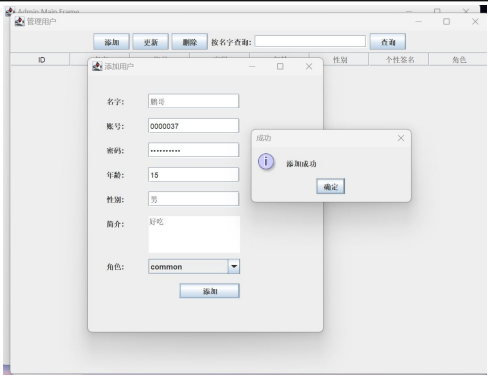 Admin Main Frame
管理用户
添加 更新 删除 按名字查询: 查询
ID 性别 个性签名 角色
添加用户
名字: 鹏哥
账号: 0000037
密码: ••••••••••
年龄: 15
性别: 男
简介: 好吃
角色: common
添加
成功
添加成功
确定